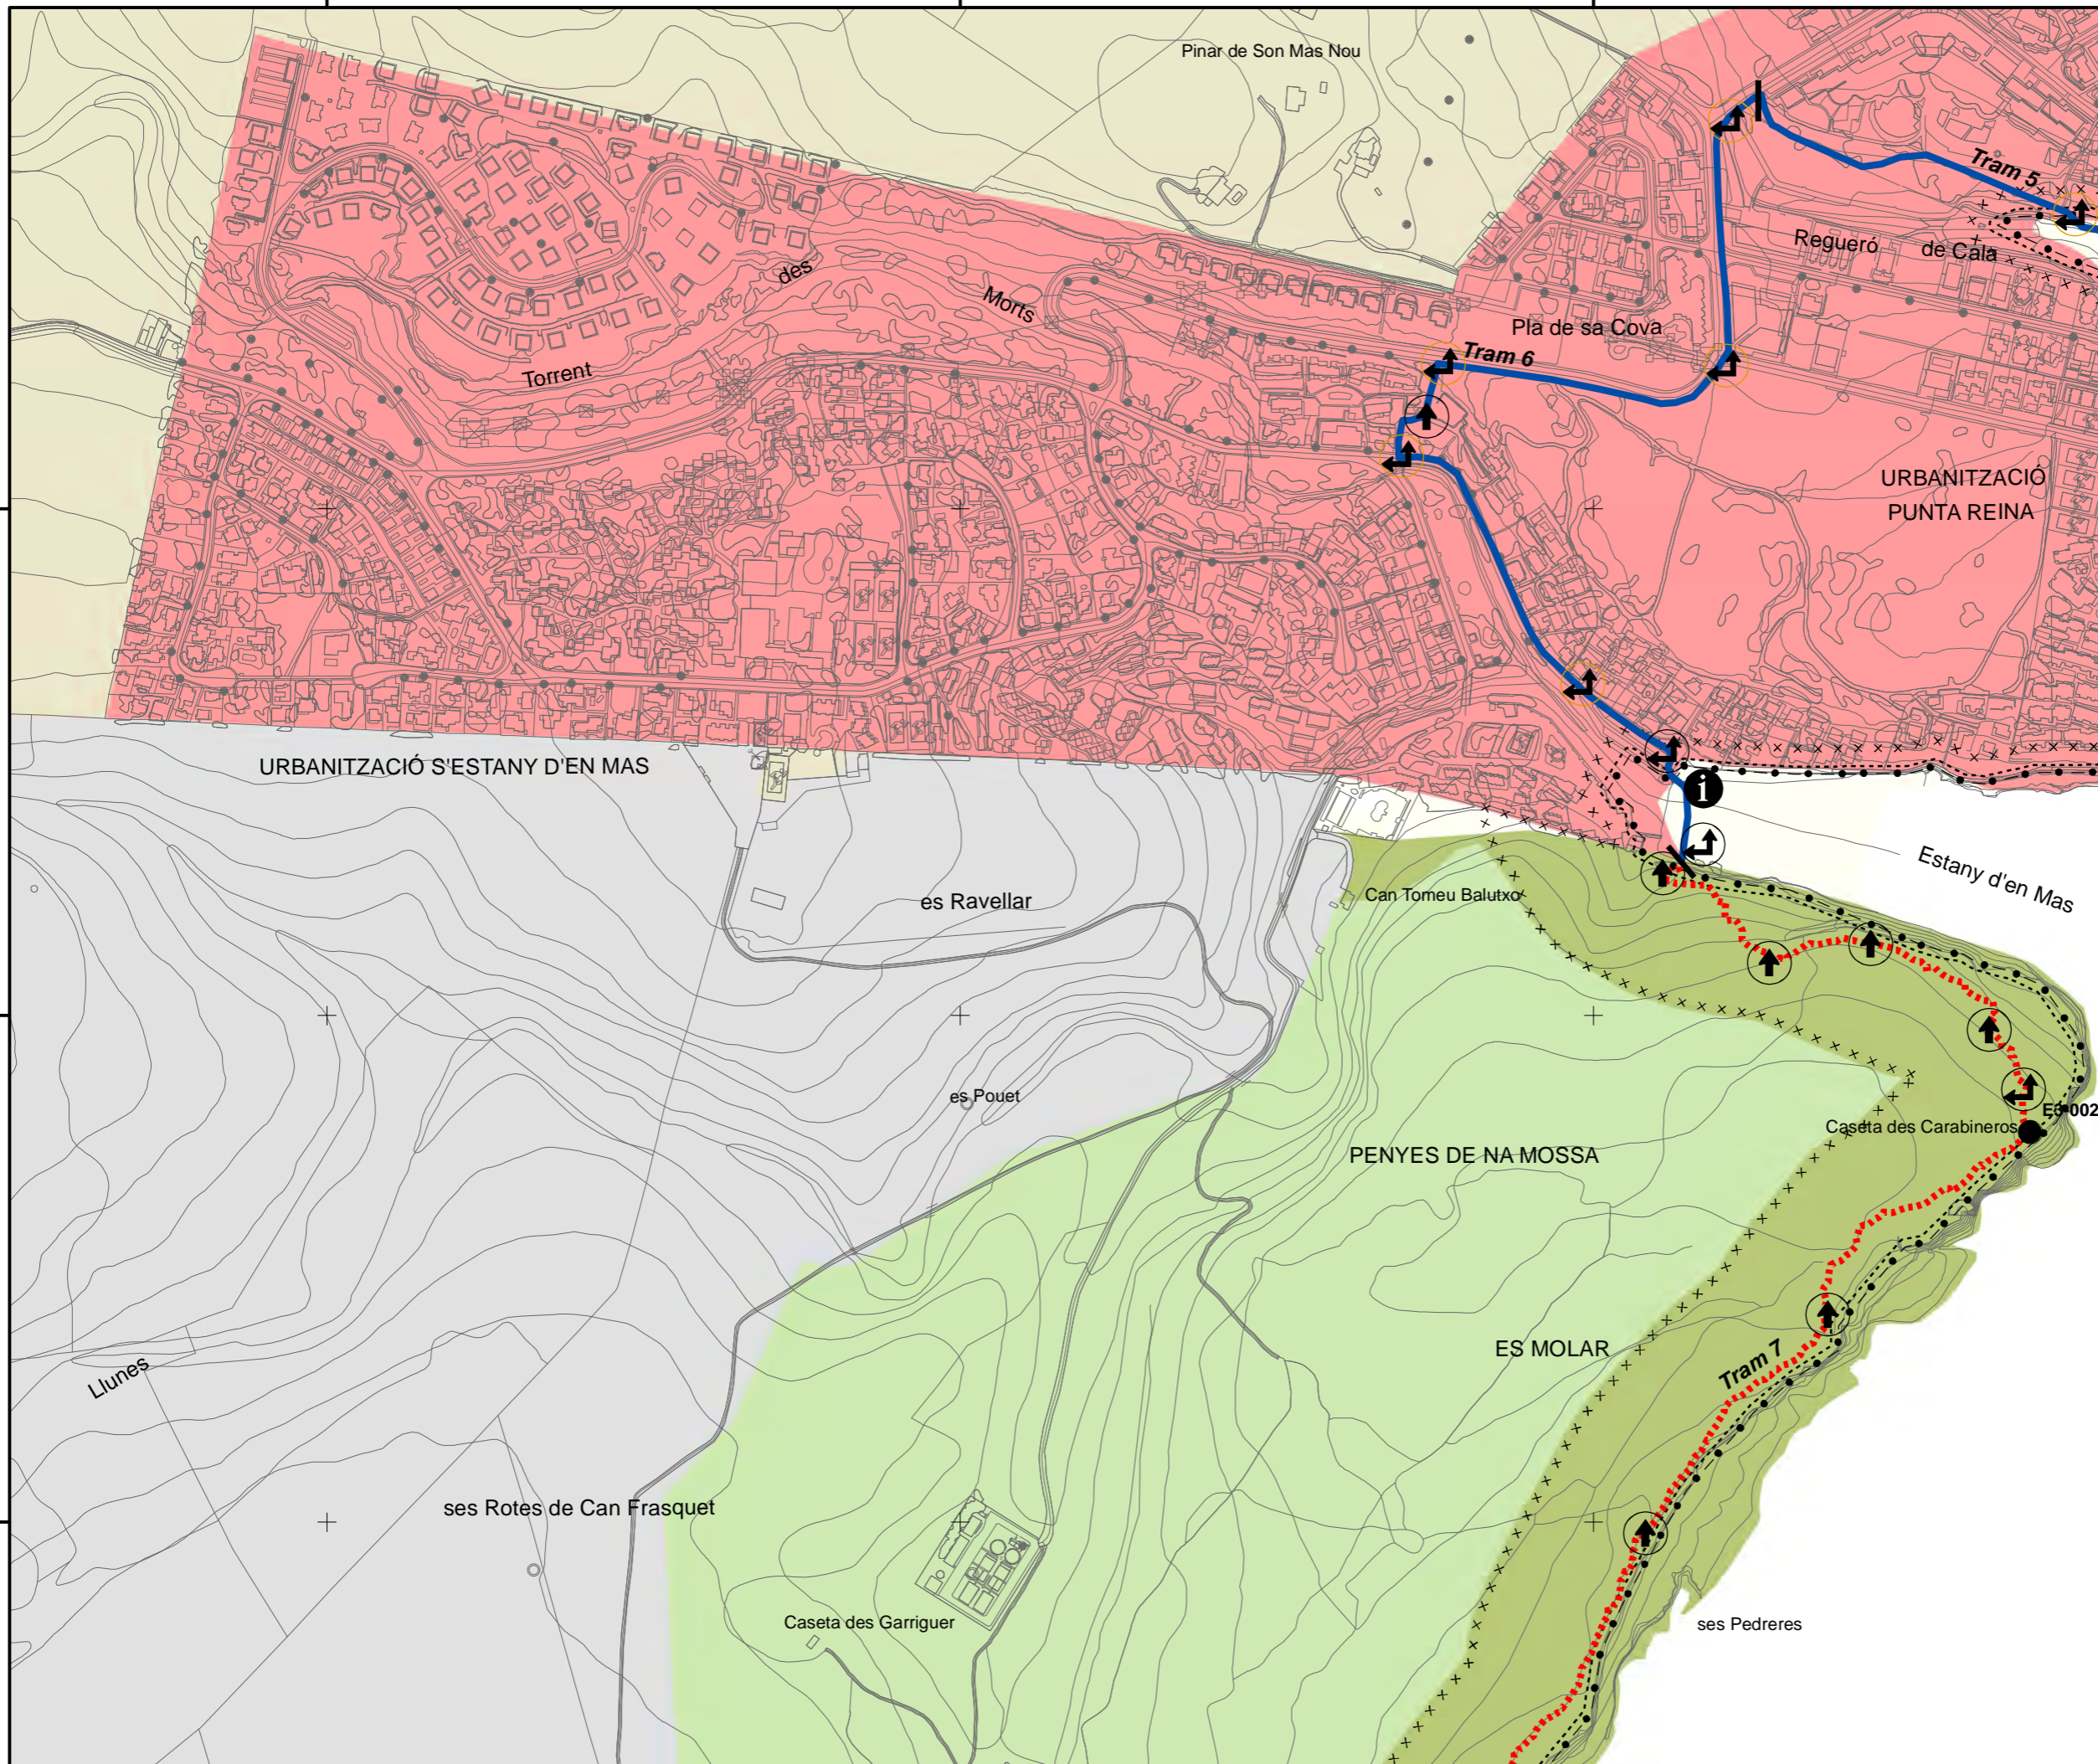 Pinar de Son Mas Nou
Tram 5
Regueró
de Cala
des
Morts
Pla de sa Cova
Tram 6
Torrent
URBANITZACIÓ
PUNTA REINA
URBANITZACIÓ S'ESTANY D'EN MAS
i
Estany d'en Mas
Can Tomeu Balutxo
es Ravellar
es Pouet
E3-002
Caseta des Carabineros
PENYES DE NA MOSSA
ES MOLAR
Tram 7
Llunes
ses Rotes de Can Frasquet
Caseta des Garriguer
ses Pedreres